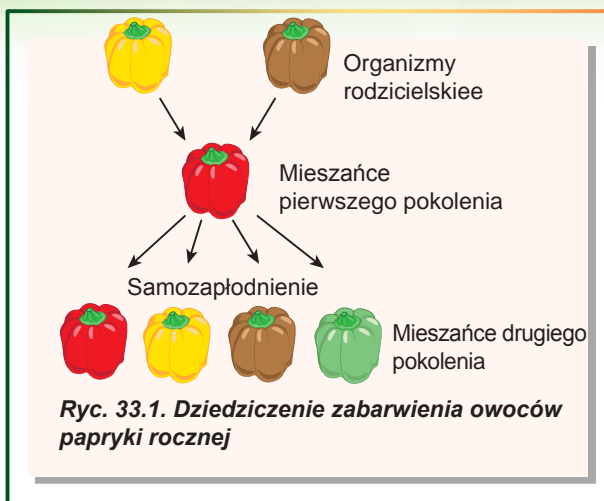 Organizmy
rodzicielskiee
Mieszańce
pierwszego pokolenia
Samozapłodnienie
Mieszańce drugiego
pokolenia
Ryc. 33.1. Dziedziczenie zabarwienia owoców
papryki rocznej